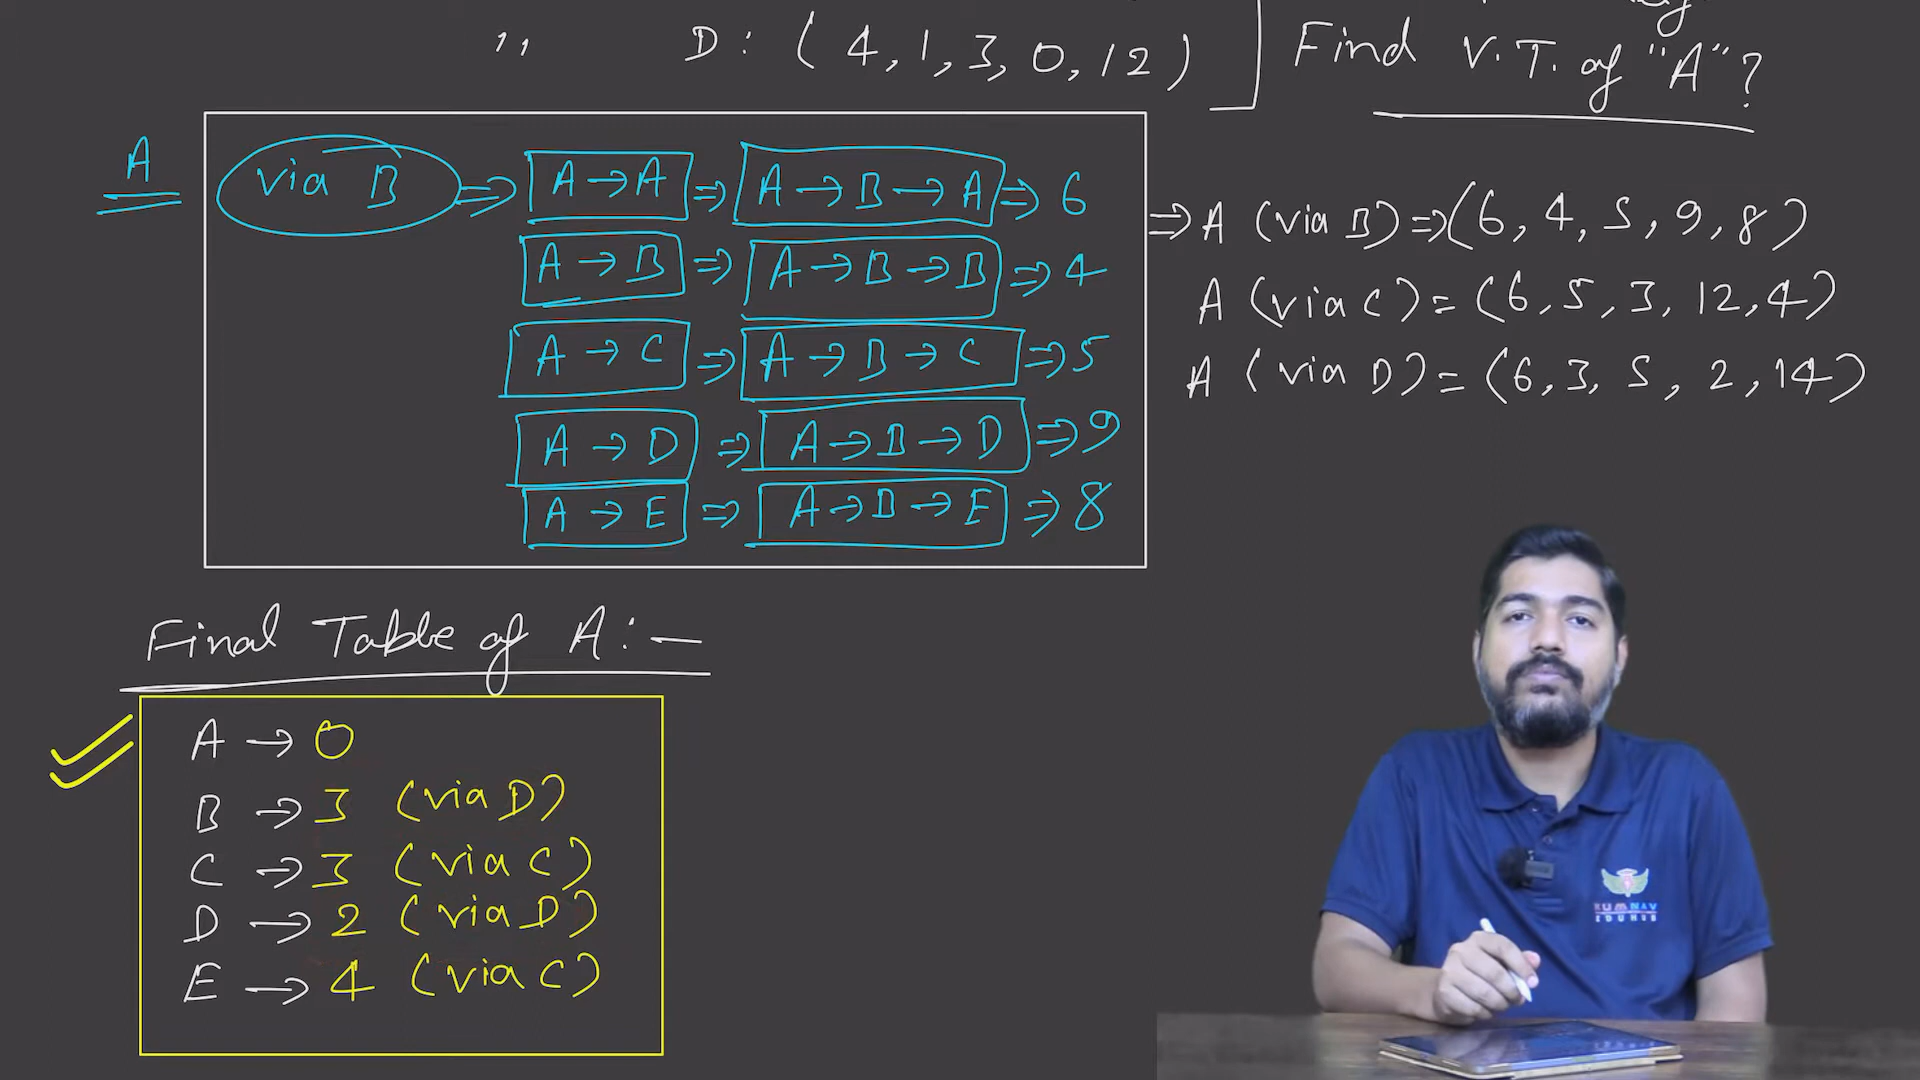 ,, D : ( 4, 1, 3, 0, 12 ) ] Find V.T. of "A"?
A via B ⇒ A → A ⇒ A → B → A ⇒ 6
A → B ⇒ A → B → B ⇒ 4
A → C ⇒ A → B → C ⇒ 5
A → D ⇒ A → B → D ⇒ 9
A → E ⇒ A → B → E ⇒ 8
⇒ A (via B) ⇒ (6, 4, 5, 9, 8)
A (via C) = (6, 5, 3, 12, 4)
A (via D) = (6, 3, 5, 2, 14)
Final Table of A :-
A → 0
B → 3 (via D)
C → 3 (via C)
D → 2 (via D)
E → 4 (via C)
KUMNAV
EDUHUB